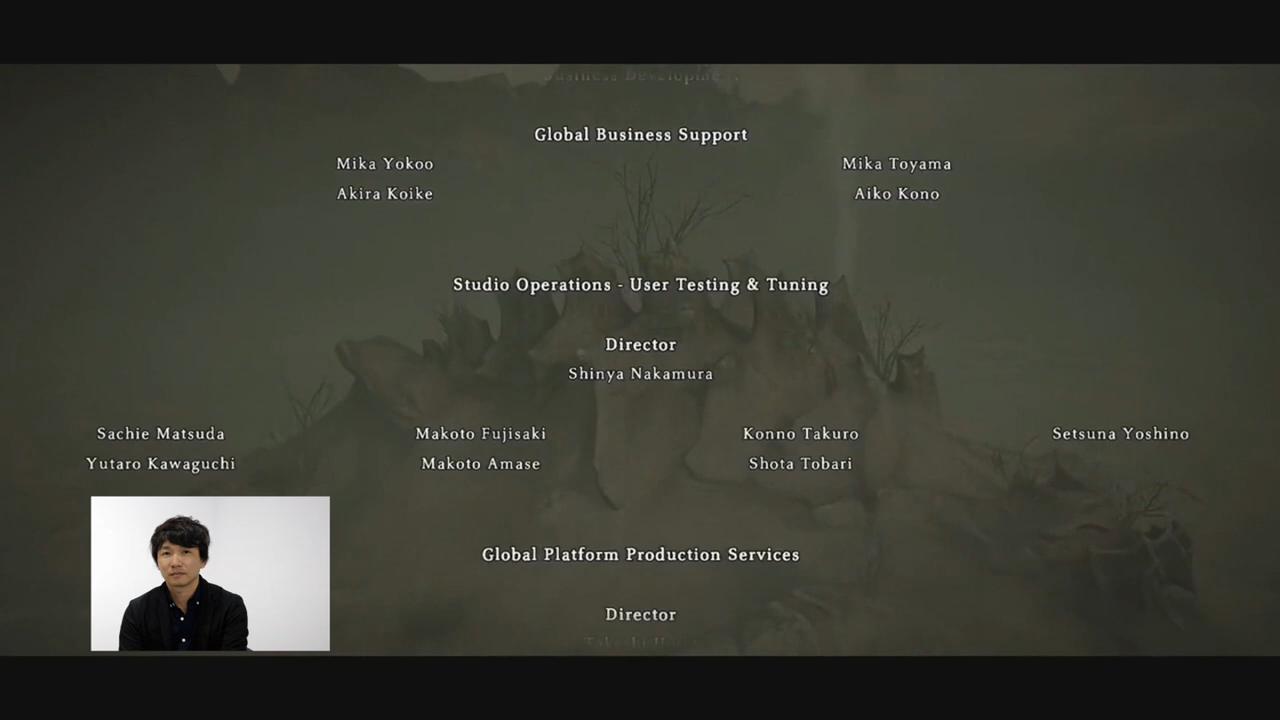 Global Business Support
Mika Yokoo Mika Toyama
Akira Koike Aiko Kono
Studio Operations - User Testing & Tuning
Director
Shinya Nakamura
Sachie Matsuda Makoto Fujisaki Konno Takuro Setsuna Yoshino
Yutaro Kawaguchi Makoto Amase Shota Tobari
Global Platform Production Services
Director